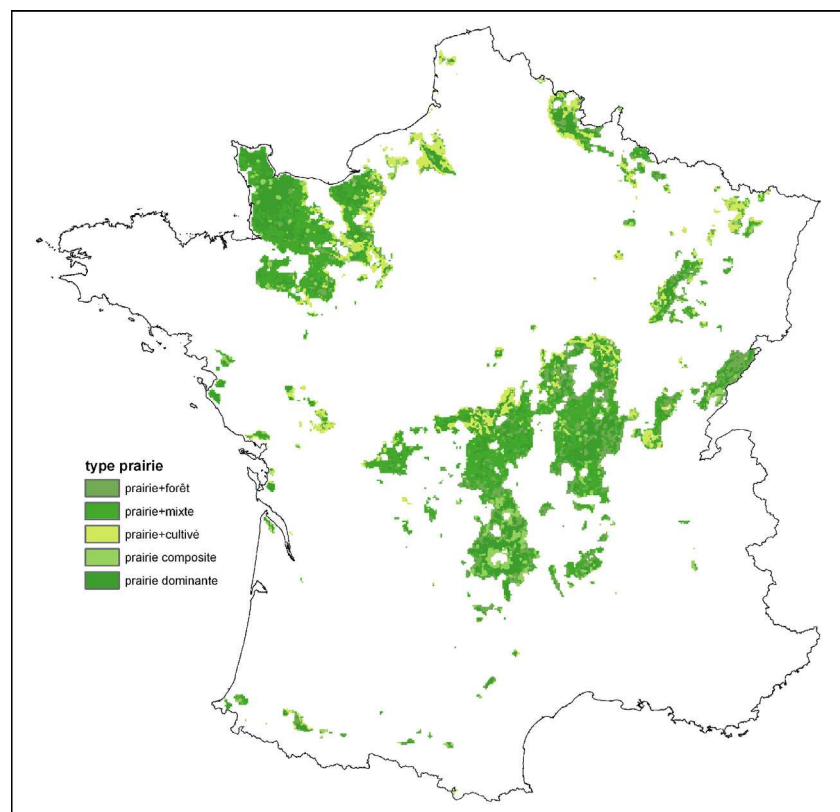 type prairie
prairie+forêt
prairie+mixte
prairie+cultivé
prairie composite
prairie dominante